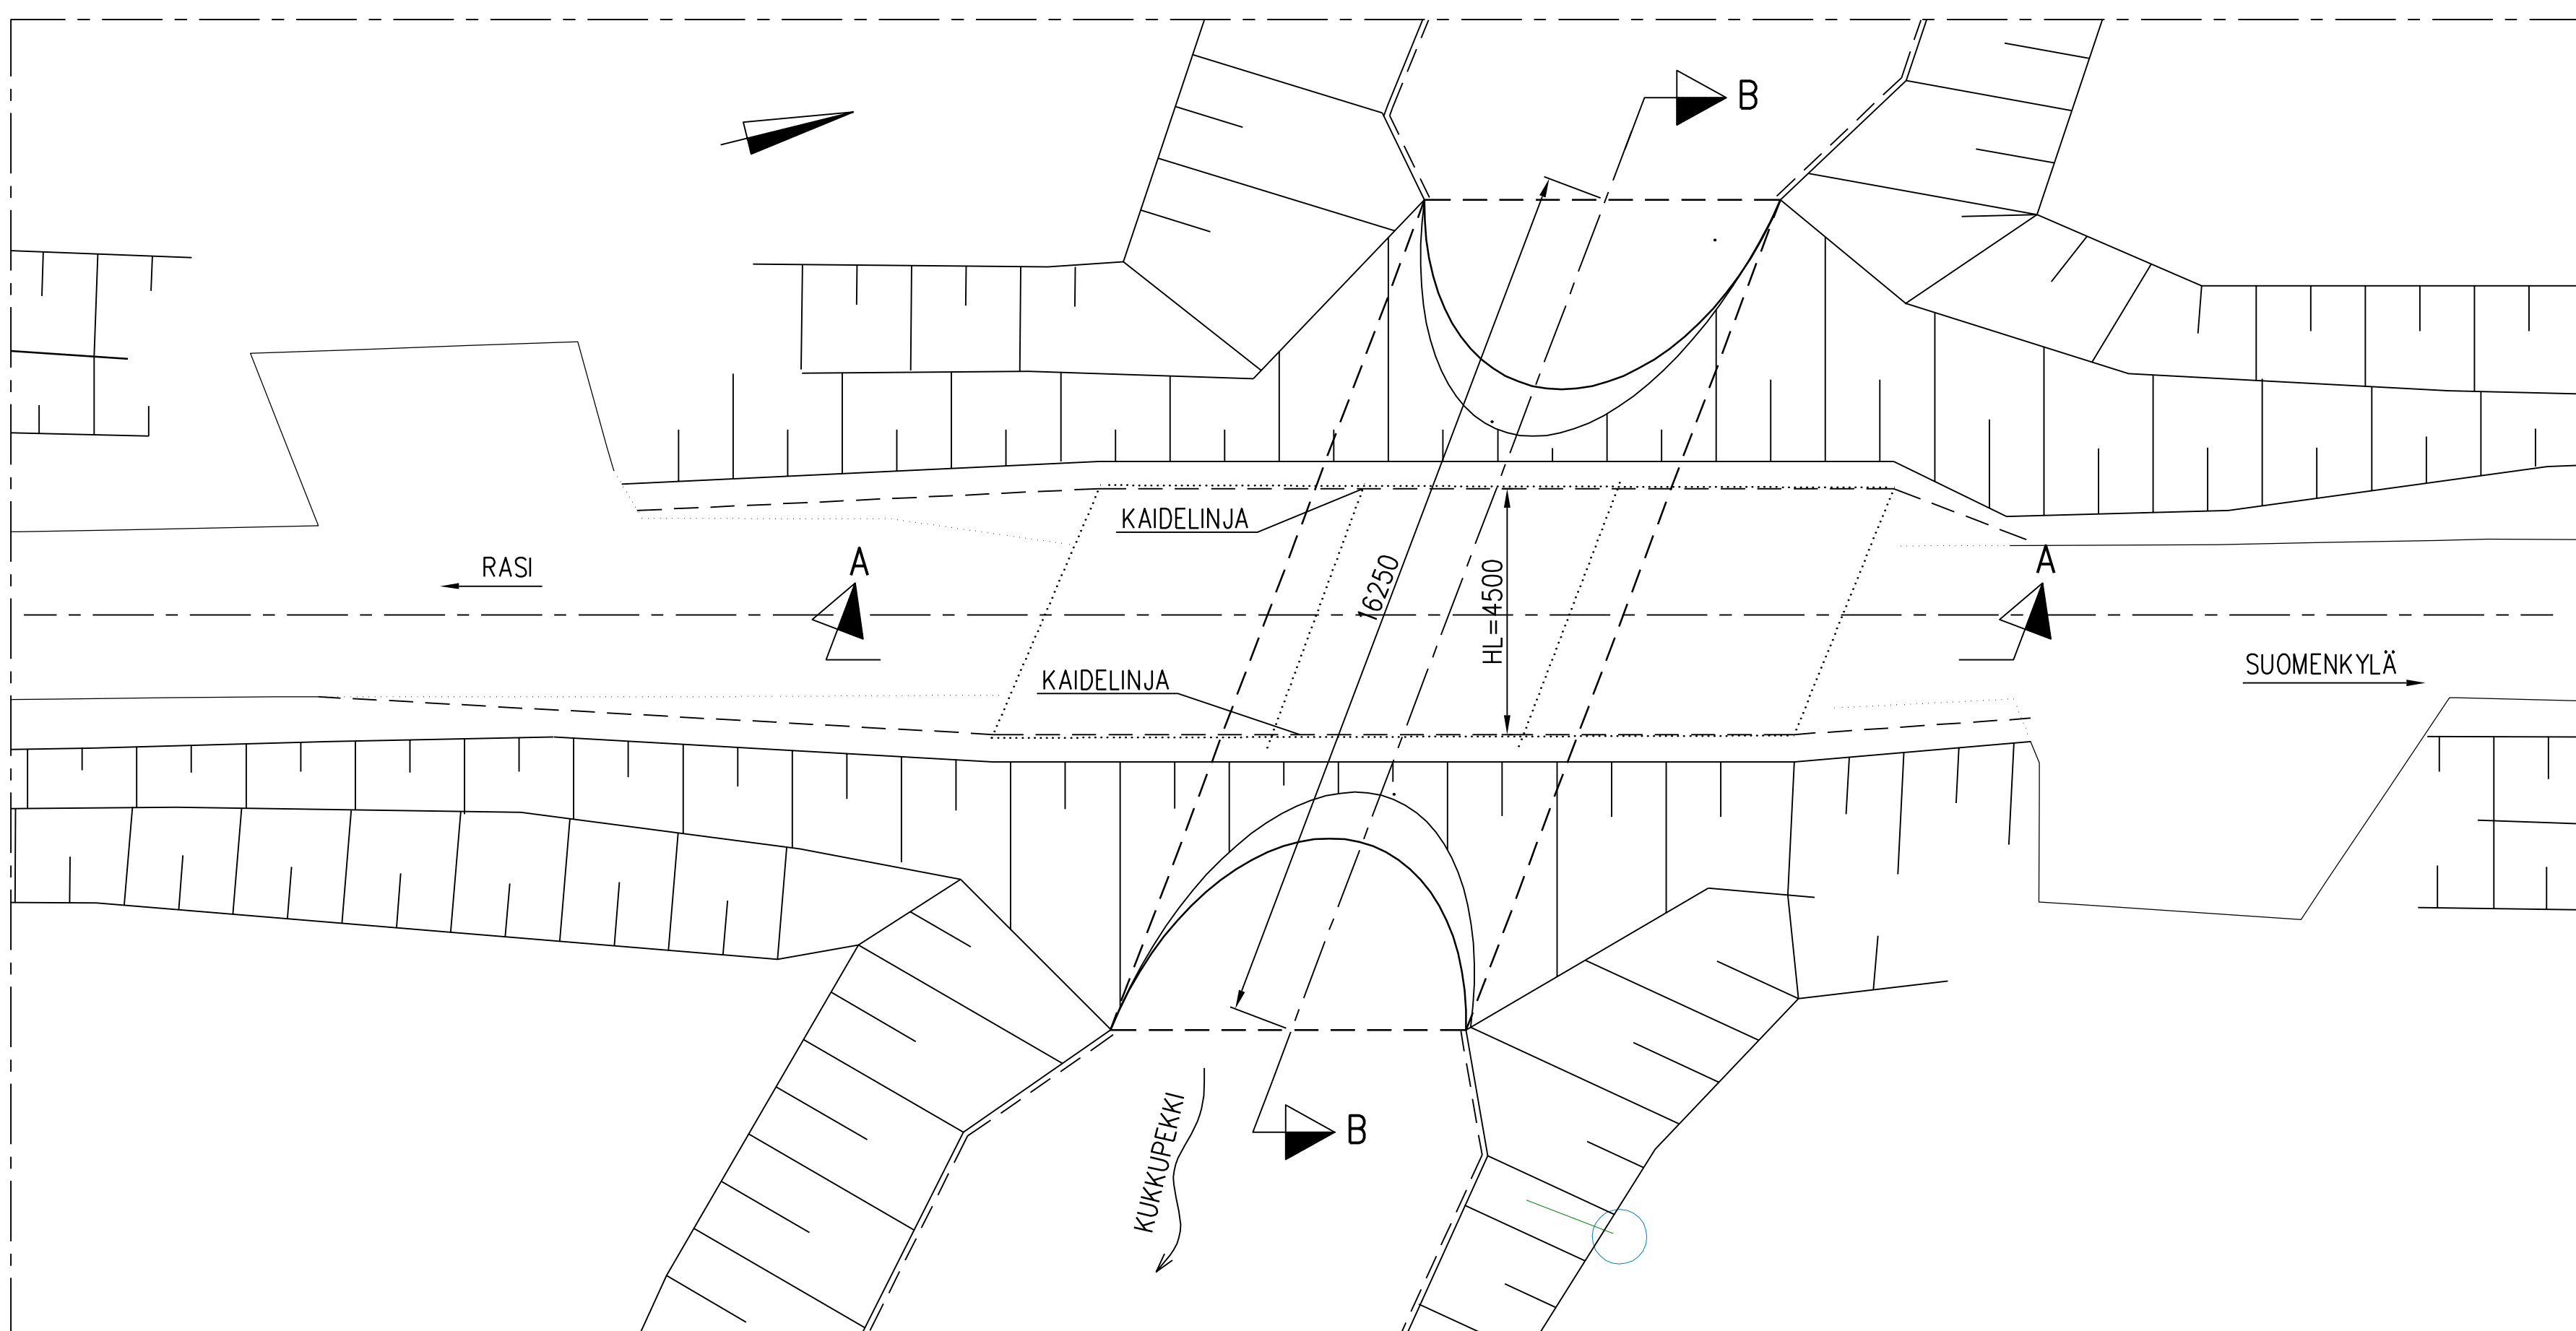 B
KAIDELINJA
RASI
A
16250
HL=4500
A
KAIDELINJA
SUOMENKYLÄ
KUKKUPEKKI
B